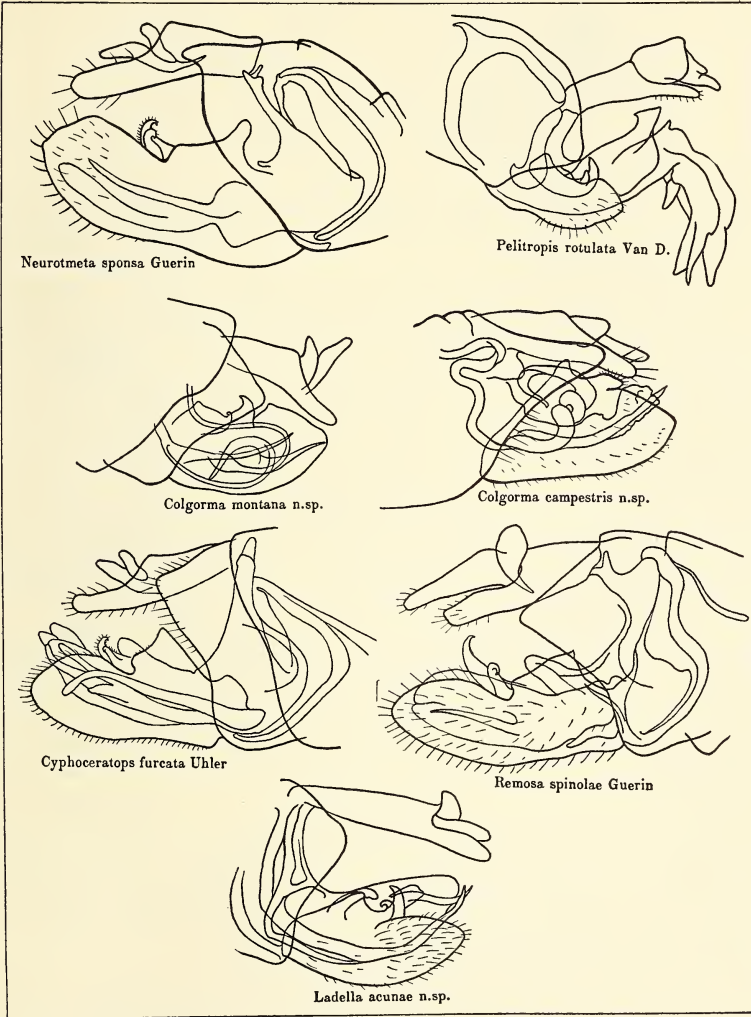 Neurotmeta sponsa Guerin
Pelitropis rotulata Van D.
Colgorma montana n.sp.
Colgorma campestris n.sp.
Cyphoceratops furcata Uhler
Remosa spinolae Guerin
Ladella acunae n.sp.